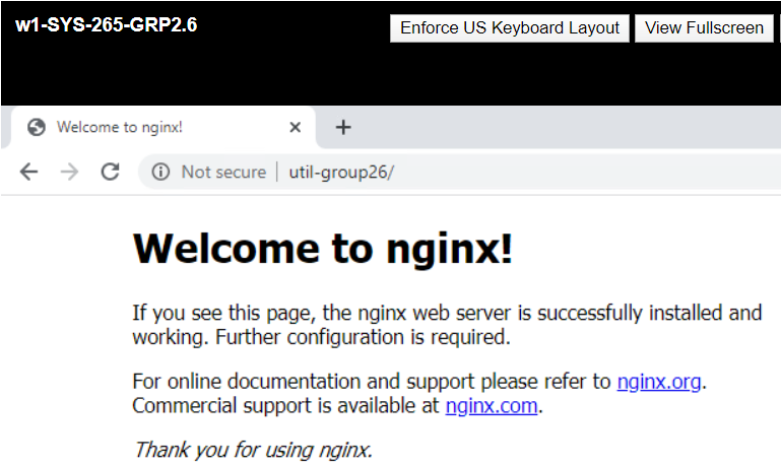 w1-SYS-265-GRP2.6
Enforce US Keyboard Layout View Fullscreen
Welcome to nginx!
Not secure | util-group26/
Welcome to nginx!
If you see this page, the nginx web server is successfully installed and
working. Further configuration is required.
For online documentation and support please refer to nginx.org.
Commercial support is available at nginx.com.
Thank you for using nginx.